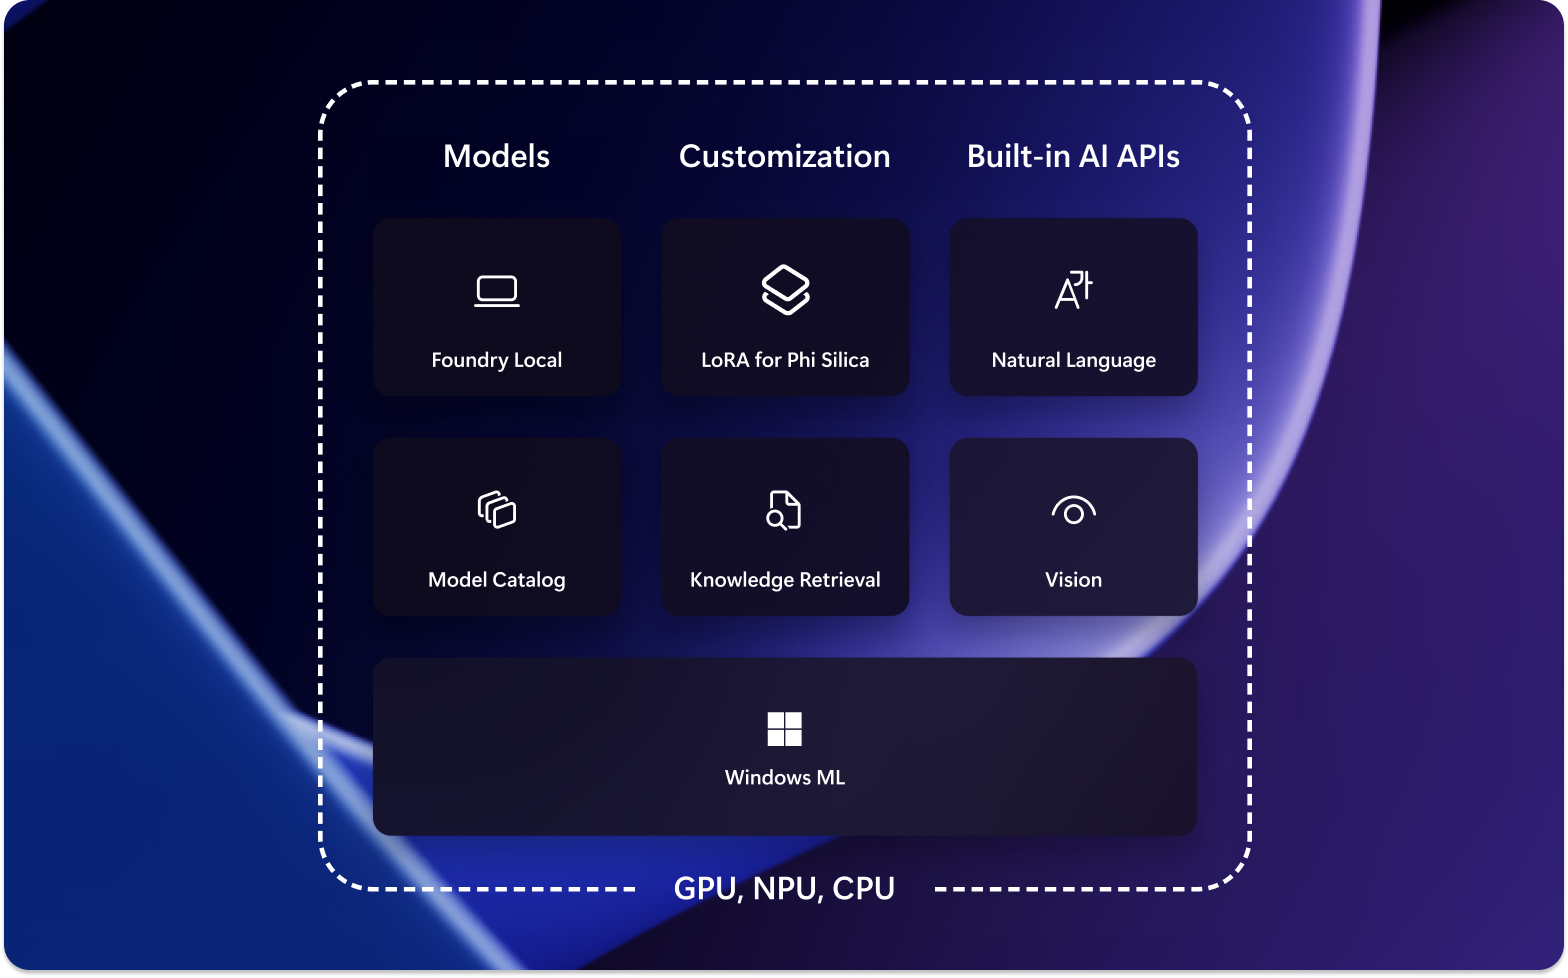 Models
Customization
Built-in AI APIs
Foundry Local
LoRA for Phi Silica
Natural Language
Model Catalog
Knowledge Retrieval
Vision
Windows ML
GPU, NPU, CPU